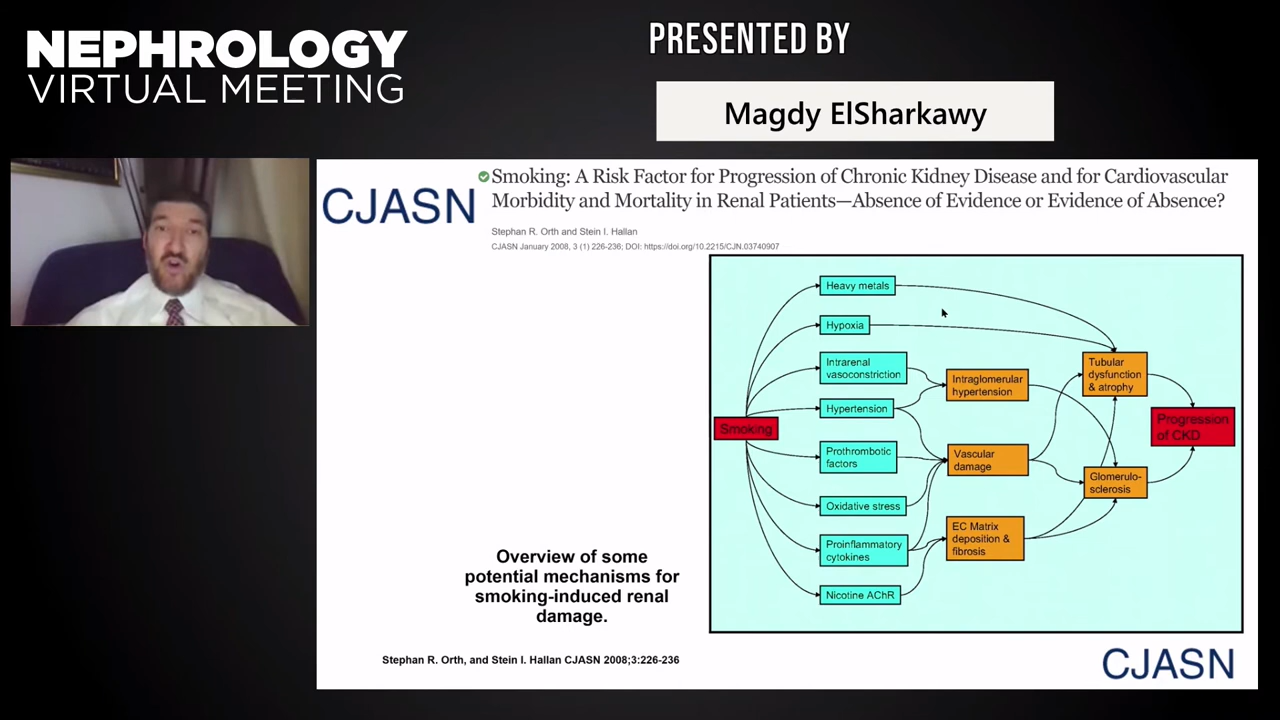 NEPHROLOGY
VIRTUAL MEETING
PRESENTED BY
Magdy ElSharkawy
CJASN
Smoking: A Risk Factor for Progression of Chronic Kidney Disease and for Cardiovascular
Morbidity and Mortality in Renal Patients—Absence of Evidence or Evidence of Absence?
Stephan R. Orth and Stein I. Hallan
CJASN January 2008, 3 (1) 226-236; DOI: https://doi.org/10.2215/CJN.03740907
Smoking
Heavy metals
Hypoxia
Intrarenal
vasoconstriction
Hypertension
Prothrombotic
factors
Oxidative stress
Proinflammatory
cytokines
Nicotine AChR
Intraglomerular
hypertension
Vascular
damage
EC Matrix
deposition &
fibrosis
Tubular
dysfunction
& atrophy
Glomerulo-
sclerosis
Progression
of CKD
Overview of some
potential mechanisms for
smoking-induced renal
damage.
Stephan R. Orth, and Stein I. Hallan CJASN 2008;3:226-236
CJASN